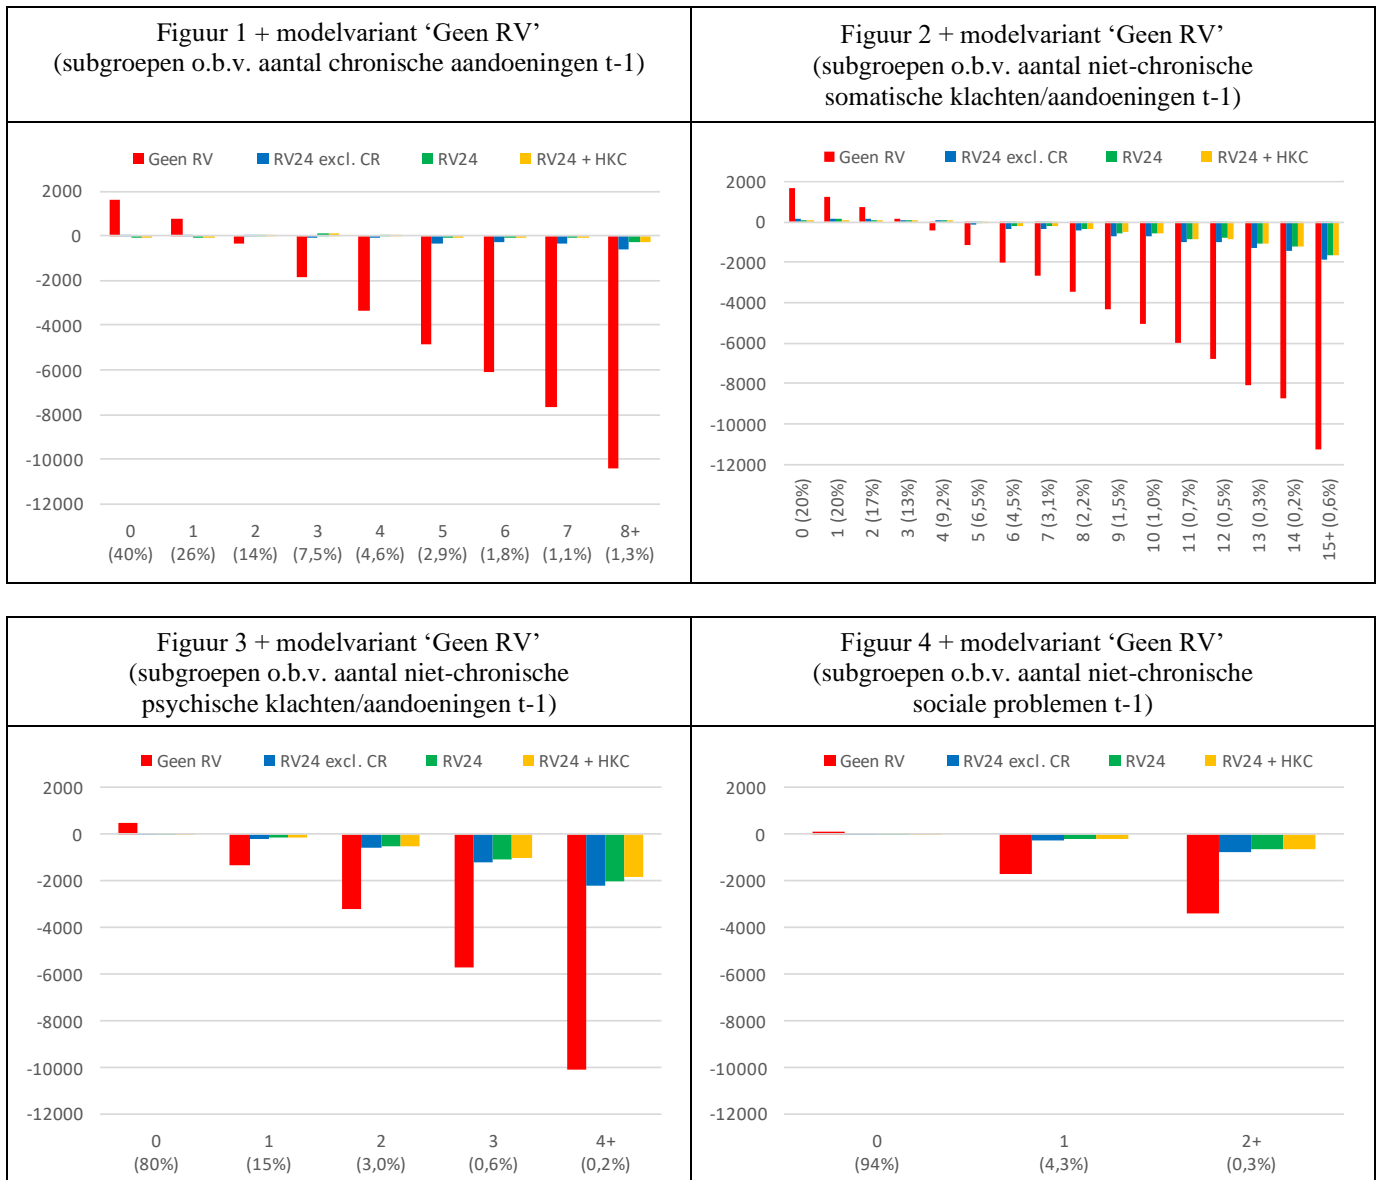 Figuur 1 + modelvariant ‘Geen RV’
(subgroepen o.b.v. aantal chronische aandoeningen t-1)
Geen RV
RV24 excl. CR
RV24
RV24 + HKC
2000
0
-2000
-4000
-6000
-8000
-10000
-12000
0 1 2 3 4 5 6 7 8+
(40%) (26%) (14%) (7,5%) (4,6%) (2,9%) (1,8%) (1,1%) (1,3%)
Figuur 2 + modelvariant ‘Geen RV’
(subgroepen o.b.v. aantal niet-chronische
somatische klachten/aandoeningen t-1)
Geen RV
RV24 excl. CR
RV24
RV24 + HKC
2000
0
-2000
-4000
-6000
-8000
-10000
-12000
0 (20%)
1 (20%)
2 (17%)
3 (13%)
4 (9,2%)
5 (6,5%)
6 (4,5%)
7 (3,1%)
8 (2,2%)
9 (1,5%)
10 (1,0%)
11 (0,7%)
12 (0,5%)
13 (0,3%)
14 (0,2%)
15+ (0,6%)
Figuur 3 + modelvariant ‘Geen RV’
(subgroepen o.b.v. aantal niet-chronische
psychische klachten/aandoeningen t-1)
Geen RV
RV24 excl. CR
RV24
RV24 + HKC
2000
0
-2000
-4000
-6000
-8000
-10000
-12000
0 1 2 3 4+
(80%) (15%) (3,0%) (0,6%) (0,2%)
Figuur 4 + modelvariant ‘Geen RV’
(subgroepen o.b.v. aantal niet-chronische
sociale problemen t-1)
Geen RV
RV24 excl. CR
RV24
RV24 + HKC
2000
0
-2000
-4000
-6000
-8000
-10000
-12000
0 1 2+
(94%) (4,3%) (0,3%)